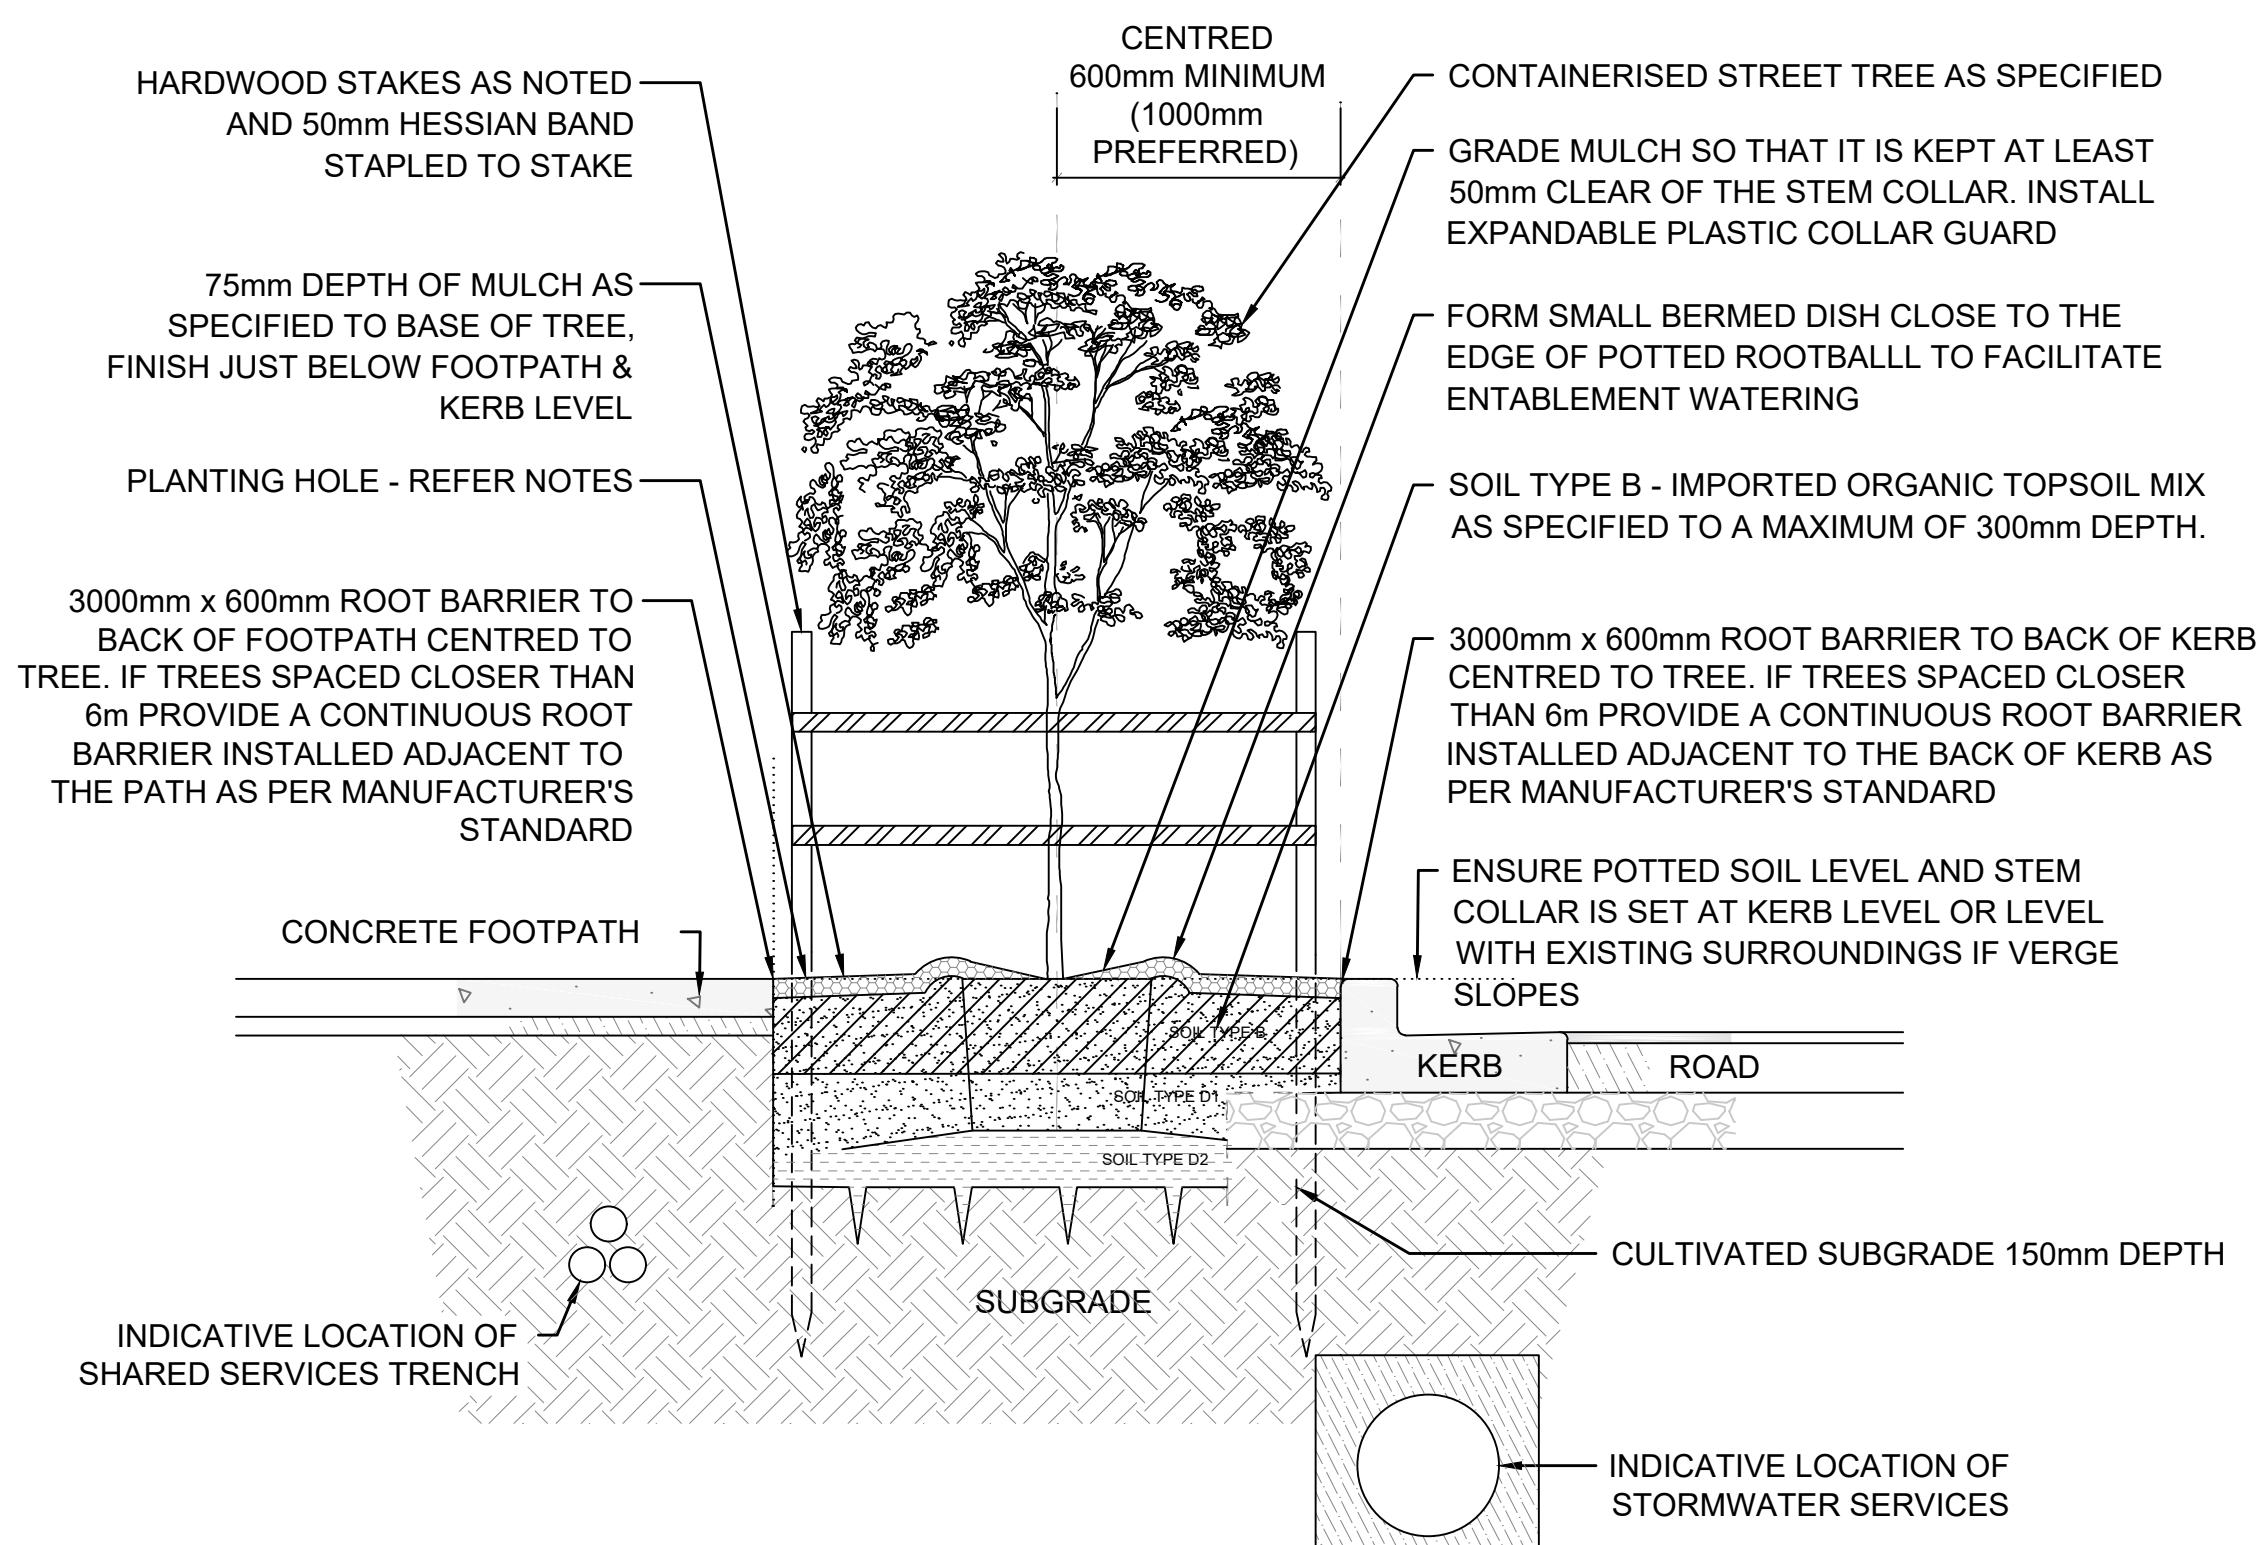 CENTRED
600mm MINIMUM
(1000mm
PREFERRED)
HARDWOOD STAKES AS NOTED
AND 50mm HESSIAN BAND
STAPLED TO STAKE
75mm DEPTH OF MULCH AS
SPECIFIED TO BASE OF TREE,
FINISH JUST BELOW FOOTPATH &
KERB LEVEL
PLANTING HOLE - REFER NOTES
3000mm x 600mm ROOT BARRIER TO
BACK OF FOOTPATH CENTRED TO
TREE. IF TREES SPACED CLOSER THAN
6m PROVIDE A CONTINUOUS ROOT
BARRIER INSTALLED ADJACENT TO
THE PATH AS PER MANUFACTURER'S
STANDARD
CONCRETE FOOTPATH
INDICATIVE LOCATION OF
SHARED SERVICES TRENCH
CONTAINERISED STREET TREE AS SPECIFIED
GRADE MULCH SO THAT IT IS KEPT AT LEAST
50mm CLEAR OF THE STEM COLLAR. INSTALL
EXPANDABLE PLASTIC COLLAR GUARD
FORM SMALL BERMED DISH CLOSE TO THE
EDGE OF POTTED ROOTBALLL TO FACILITATE
ENTABLEMENT WATERING
SOIL TYPE B - IMPORTED ORGANIC TOPSOIL MIX
AS SPECIFIED TO A MAXIMUM OF 300mm DEPTH.
3000mm x 600mm ROOT BARRIER TO BACK OF KERB
CENTRED TO TREE. IF TREES SPACED CLOSER
THAN 6m PROVIDE A CONTINUOUS ROOT BARRIER
INSTALLED ADJACENT TO THE BACK OF KERB AS
PER MANUFACTURER'S STANDARD
ENSURE POTTED SOIL LEVEL AND STEM
COLLAR IS SET AT KERB LEVEL OR LEVEL
WITH EXISTING SURROUNDINGS IF VERGE
SLOPES
SOIL TYPE B
KERB
ROAD
SOIL TYPE D1
SOIL TYPE D2
CULTIVATED SUBGRADE 150mm DEPTH
SUBGRADE
INDICATIVE LOCATION OF
STORMWATER SERVICES